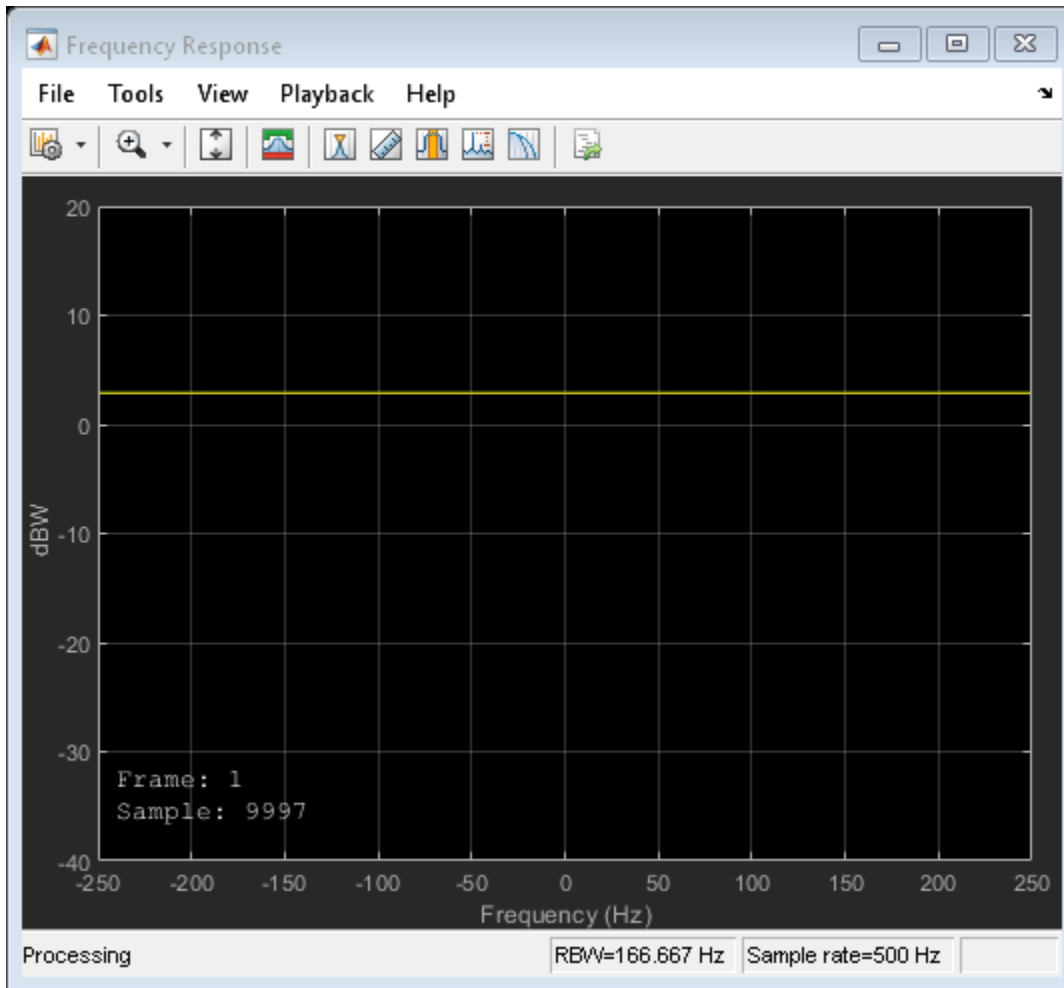 Frequency Response
File Tools View Playback Help
20
10
0
-10
-20
-30
-40
dBW
Frame: 1
Sample: 9997
-250 -200 -150 -100 -50 0 50 100 150 200 250
Frequency (Hz)
Processing RBW=166.667 Hz Sample rate=500 Hz